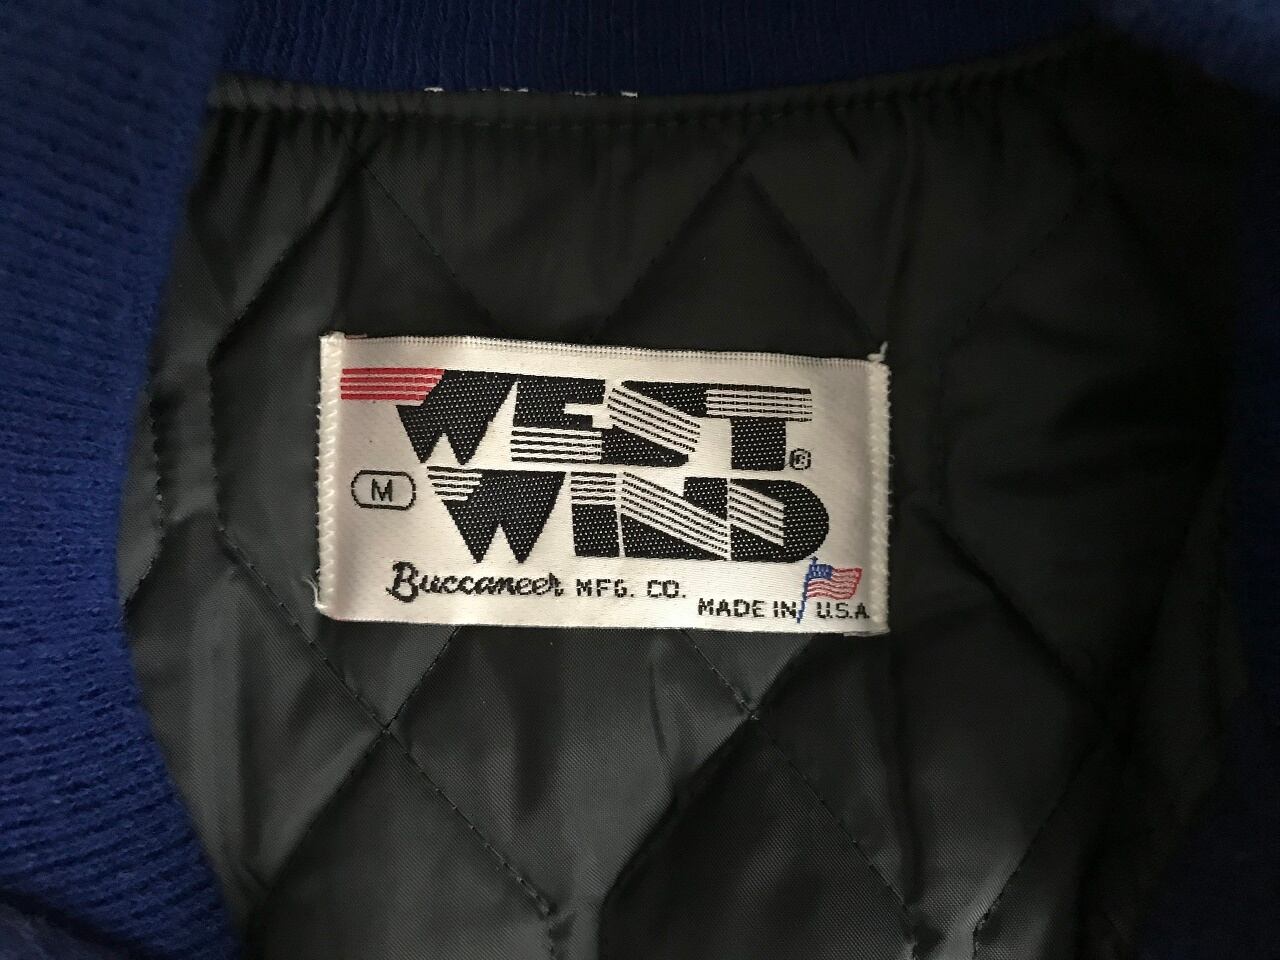 WEST
WIND®
M
Buccaneer MFG. CO.
MADE IN U.S.A